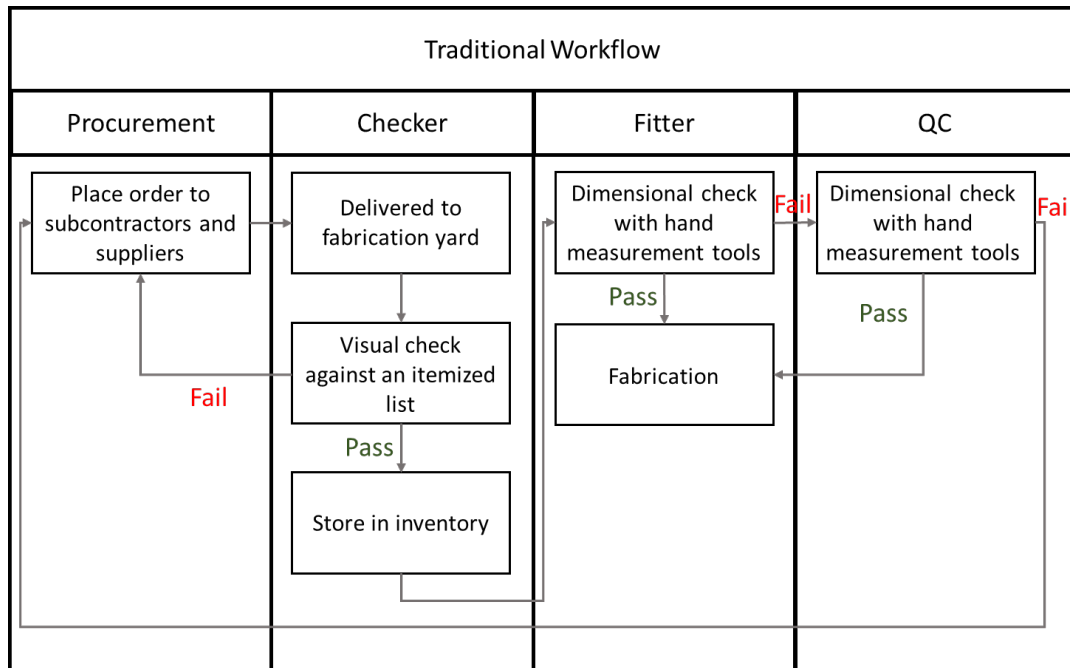 Traditional Workflow
Procurement
Checker
Fitter
QC
Place order to
subcontractors and
suppliers
Delivered to
fabrication yard
Dimensional check
with hand
measurement tools
Fail
Dimensional check
with hand
measurement tools
Fai
Pass
Pass
Visual check
against an itemized
list
Fabrication
Fail
Pass
Store in inventory